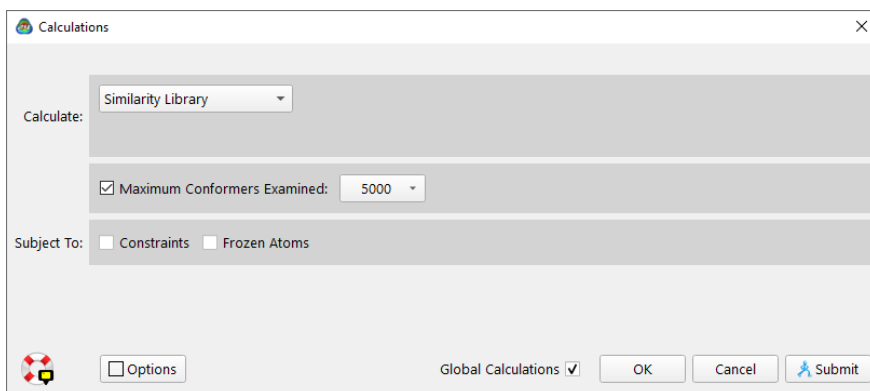 Calculations
Calculate: Similarity Library
Maximum Conformers Examined: 5000
Subject To: Constraints Frozen Atoms
Options Global Calculations OK Cancel Submit